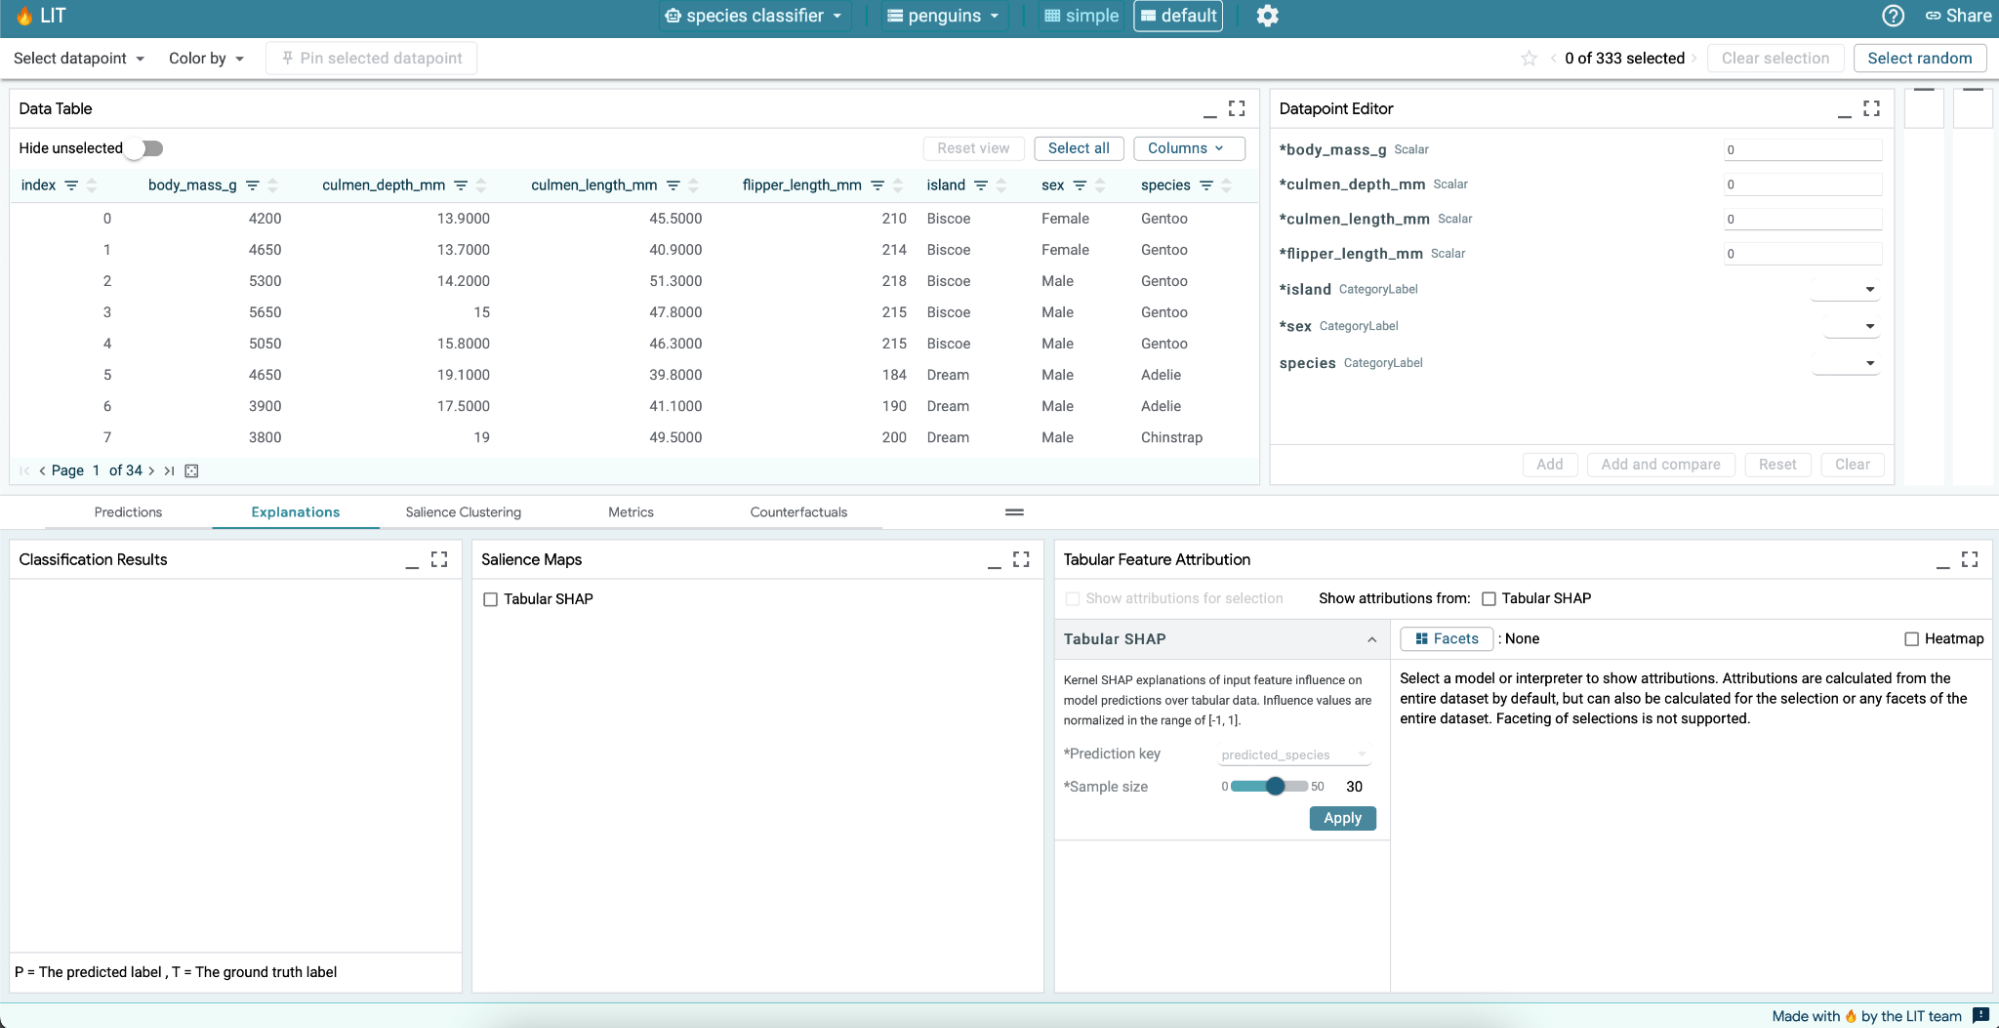 LIT species classifier penguins simple default Share
Select datapoint Color by Pin selected datapoint 0 of 333 selected Clear selection Select random
Data Table
Hide unselected Reset view Select all Columns
index body_mass_g culmen_depth_mm culmen_length_mm flipper_length_mm island sex species
0 4200 13.9000 45.5000 210 Biscoe Female Gentoo
1 4650 13.7000 40.9000 214 Biscoe Female Gentoo
2 5300 14.2000 51.3000 218 Biscoe Male Gentoo
3 5650 15 47.8000 215 Biscoe Male Gentoo
4 5050 15.8000 46.3000 215 Biscoe Male Gentoo
5 4650 19.1000 39.8000 184 Dream Male Adelie
6 3900 17.5000 41.1000 190 Dream Male Adelie
7 3800 19 49.5000 200 Dream Male Chinstrap
Page 1 of 34
Datapoint Editor
*body_mass_g Scalar 0
*culmen_depth_mm Scalar 0
*culmen_length_mm Scalar 0
*flipper_length_mm Scalar 0
*island CategoryLabel
*sex CategoryLabel
species CategoryLabel
Add Add and compare Reset Clear
Predictions Explanations Salience Clustering Metrics Counterfactuals
Classification Results
P = The predicted label , T = The ground truth label
Salience Maps
Tabular SHAP
Tabular Feature Attribution
Show attributions for selection Show attributions from: Tabular SHAP
Tabular SHAP
Kernel SHAP explanations of input feature influence on
model predictions over tabular data. Influence values are
normalized in the range of [-1, 1].
*Prediction key predicted_species
*Sample size 0 50 30
Apply
Facets : None Heatmap
Select a model or interpreter to show attributions. Attributions are calculated from the
entire dataset by default, but can also be calculated for the selection or any facets of the
entire dataset. Faceting of selections is not supported.
Made with 🔥 by the LIT team